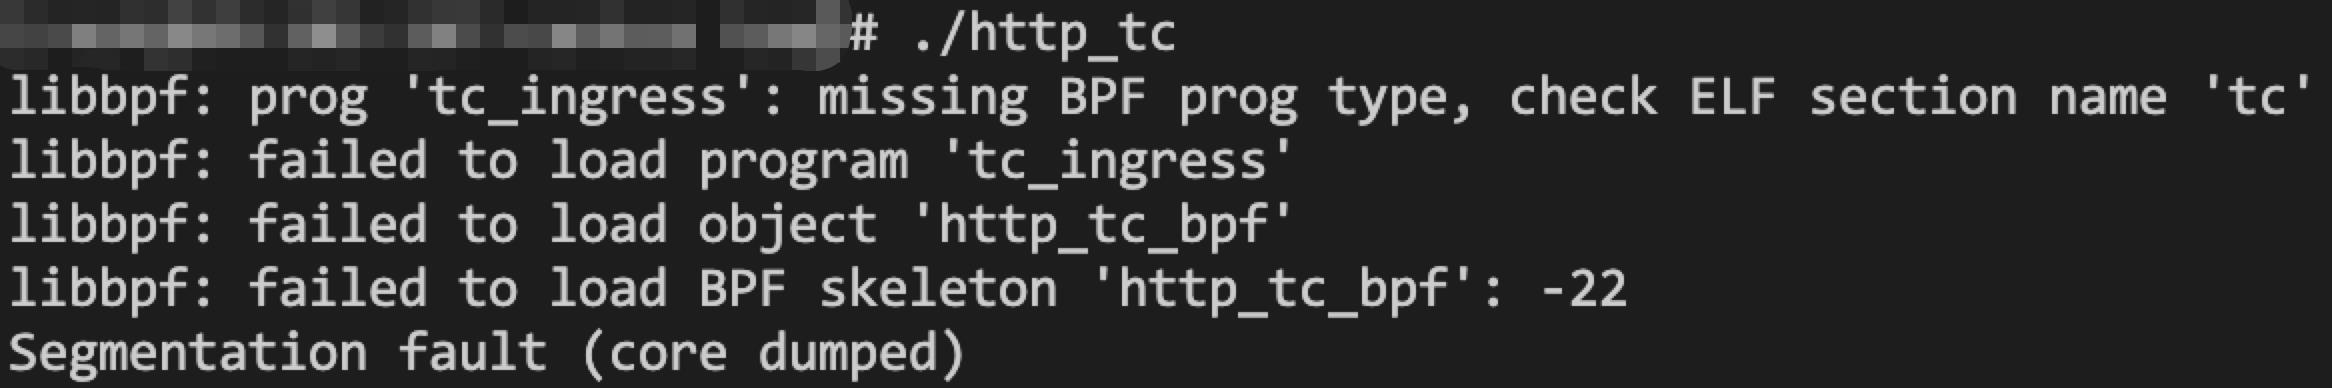 # ./http_tc
libbpf: prog 'tc_ingress': missing BPF prog type, check ELF section name 'tc'
libbpf: failed to load program 'tc_ingress'
libbpf: failed to load object 'http_tc_bpf'
libbpf: failed to load BPF skeleton 'http_tc_bpf': -22
Segmentation fault (core dumped)